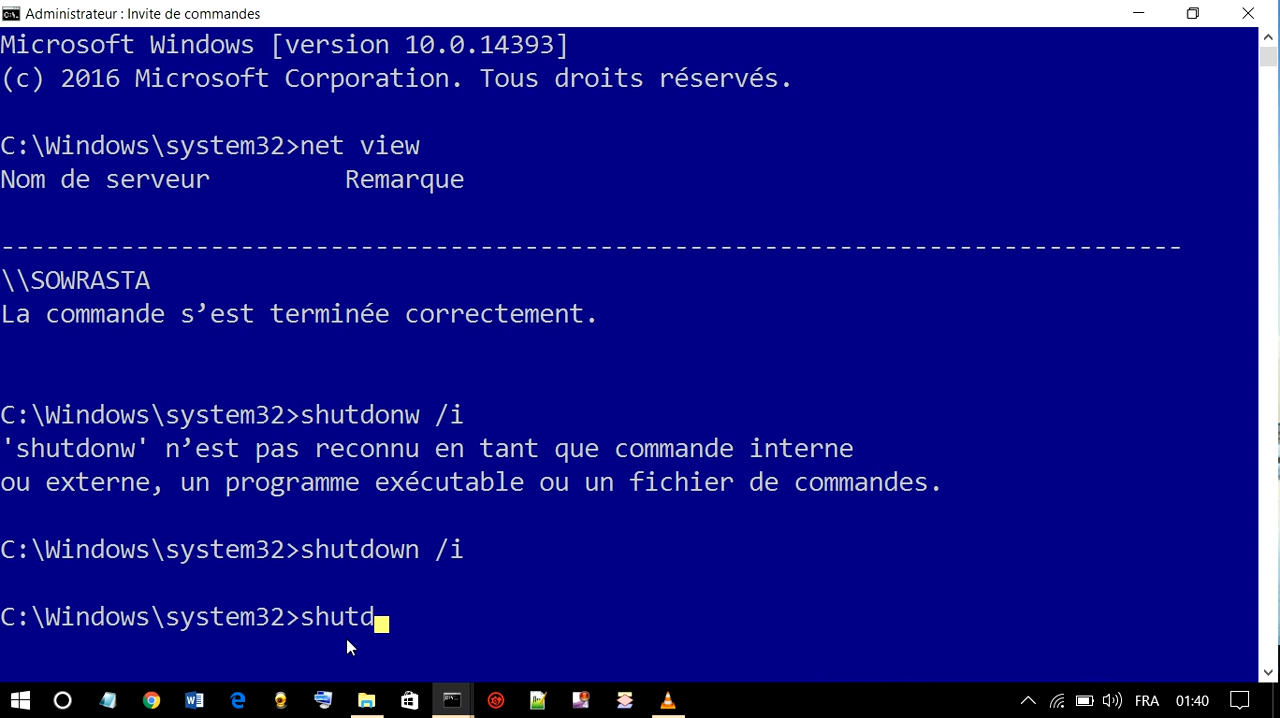 Administrateur : Invite de commandes
Microsoft Windows [version 10.0.14393]
(c) 2016 Microsoft Corporation. Tous droits réservés.
C:\Windows\system32>net view
Nom de serveur Remarque
-------------------------------------------------------------------------------
\\SOWRASTA
La commande s’est terminée correctement.
C:\Windows\system32>shutdonw /i
'shutdonw' n’est pas reconnu en tant que commande interne
ou externe, un programme exécutable ou un fichier de commandes.
C:\Windows\system32>shutdown /i
C:\Windows\system32>shutd
FRA 01:40